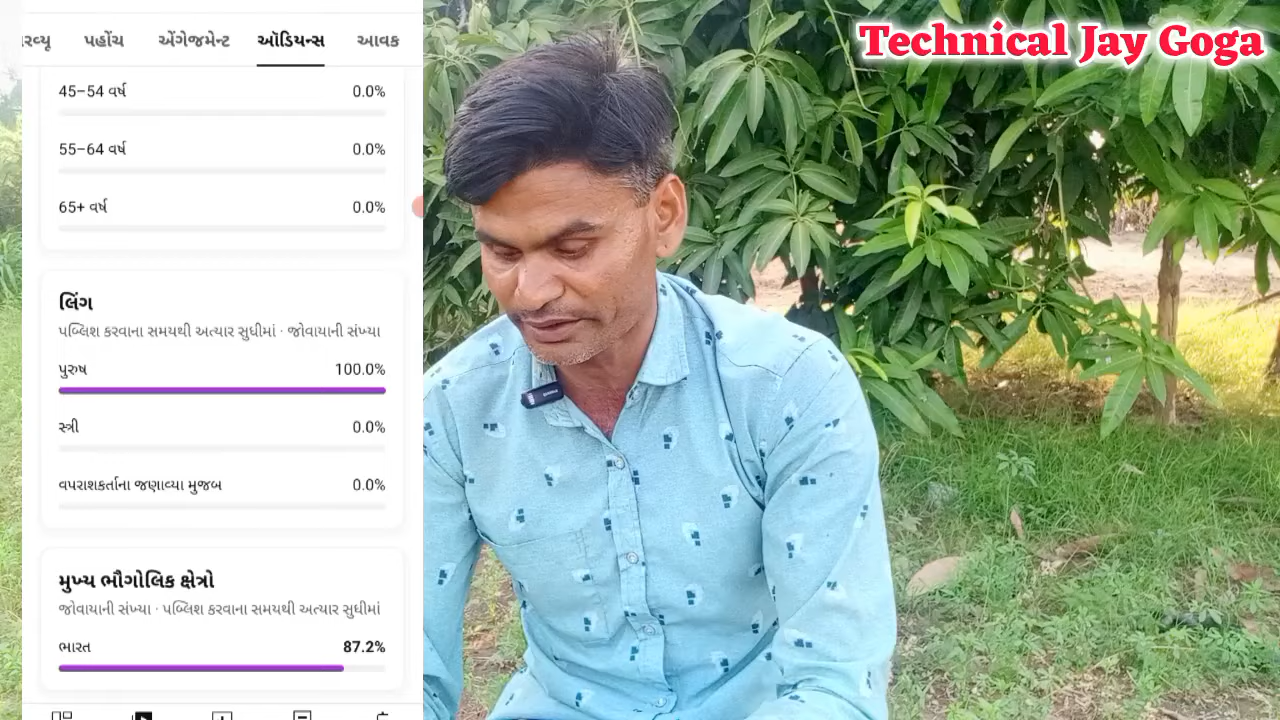 Technical Jay Goga
રવ્યૂ પહોંચ એંગેજમેન્ટ ઑડિયન્સ આવક
45–54 વર્ષ 0.0%
55–64 વર્ષ 0.0%
65+ વર્ષ 0.0%
લિંગ
પબ્લિશ કરવાના સમયથી અત્યાર સુધીમાં · જોવાયાની સંખ્યા
પુરુષ 100.0%
સ્ત્રી 0.0%
વપરાશકર્તાના જણાવ્યા મુજબ 0.0%
મુખ્ય ભૌગોલિક ક્ષેત્રો
જોવાયાની સંખ્યા · પબ્લિશ કરવાના સમયથી અત્યાર સુધીમાં
ભારત 87.2%